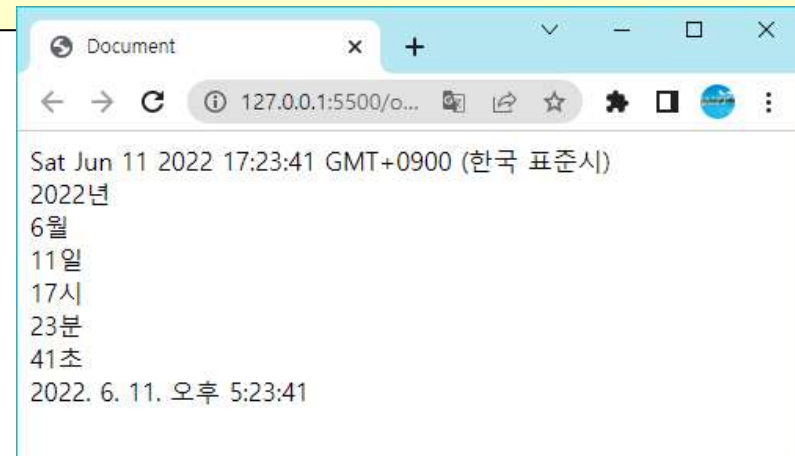 Document
127.0.0.1:5500/o...
Sat Jun 11 2022 17:23:41 GMT+0900 (한국 표준시)
2022년
6월
11일
17시
23분
41초
2022. 6. 11. 오후 5:23:41